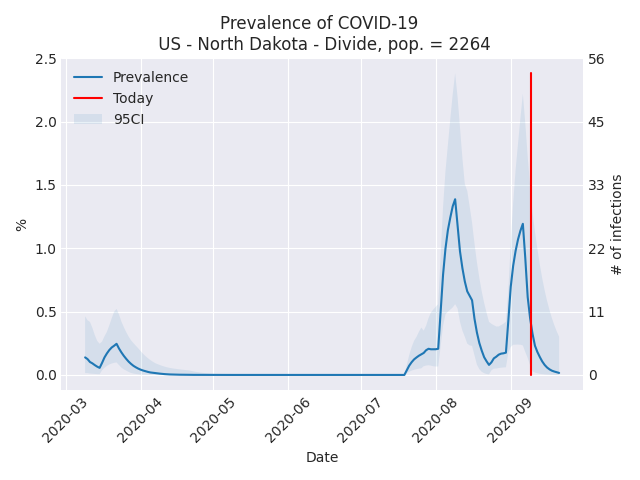 Prevalence of COVID-19
US - North Dakota - Divide, pop. = 2264
Prevalence
Today
95CI
2.5
2.0
1.5
1.0
0.5
0.0
%
56
45
33
22
11
0
# of infections
2020-03
2020-04
2020-05
2020-06
2020-07
2020-08
2020-09
Date